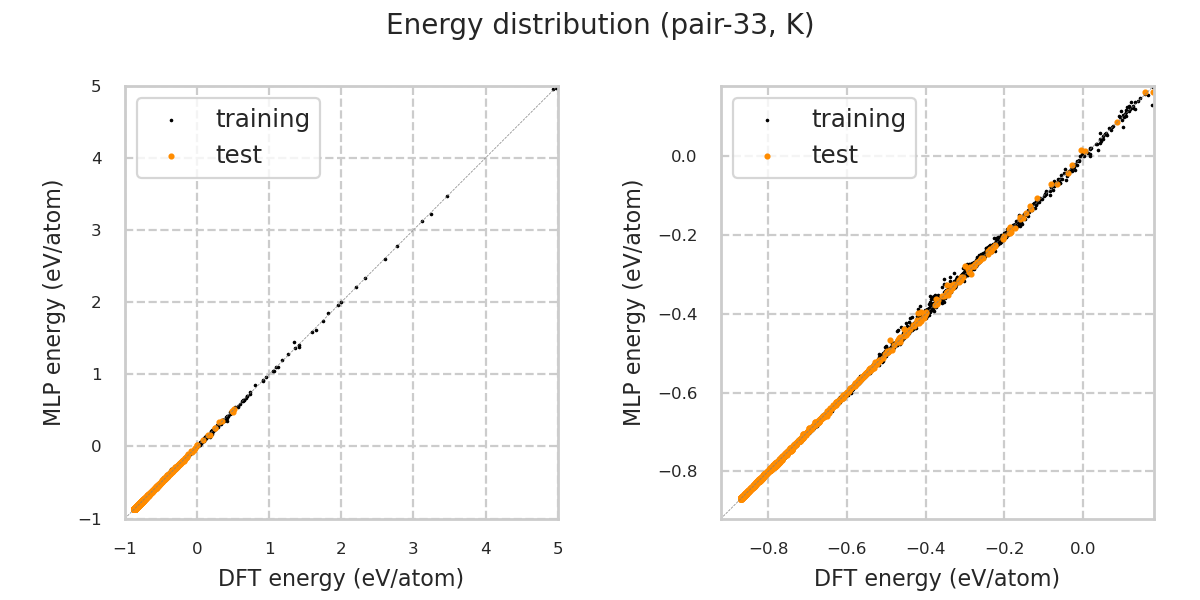 Energy distribution (pair-33, K)
MLP energy (eV/atom)
5
4
3
2
1
0
−1
training
test
−1 0 1 2 3 4 5
DFT energy (eV/atom)
MLP energy (eV/atom)
0.0
−0.2
−0.4
−0.6
−0.8
training
test
−0.8 −0.6 −0.4 −0.2 0.0
DFT energy (eV/atom)